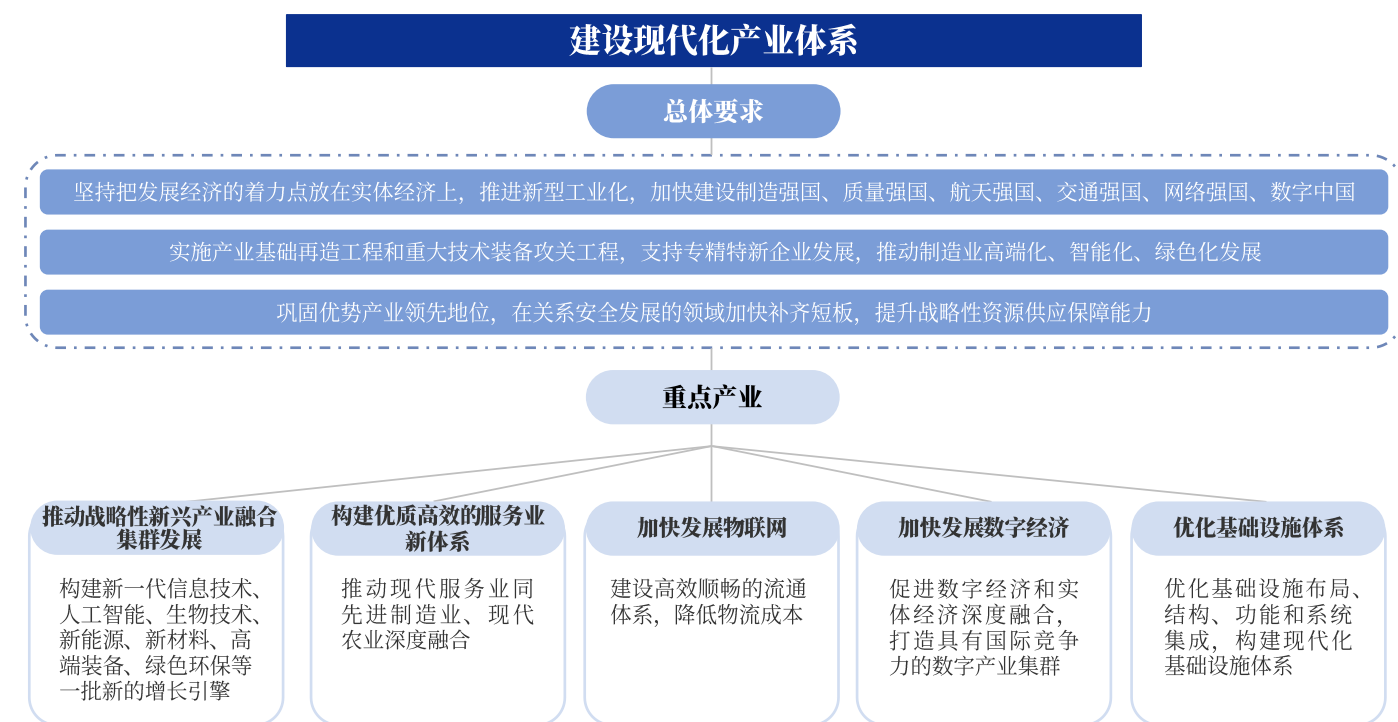 建设现代化产业体系
总体要求
坚持把发展经济的着力点放在实体经济上，推进新型工业化，加快建设制造强国、质量强国、航天强国、交通强国、网络强国、数字中国
实施产业基础再造工程和重大技术装备攻关工程，支持专精特新企业发展，推动制造业高端化、智能化、绿色化发展
巩固优势产业领先地位，在关系安全发展的领域加快补齐短板，提升战略性资源供应保障能力
重点产业
推动战略性新兴产业融合
集群发展
构建新一代信息技术、
人工智能、生物技术、
新能源、新材料、高
端装备、绿色环保等
一批新的增长引擎
构建优质高效的服务业
新体系
推动现代服务业同
先进制造业、现代
农业深度融合
加快发展物联网
建设高效顺畅的流通
体系，降低物流成本
加快发展数字经济
促进数字经济和实
体经济深度融合，
打造具有国际竞争
力的数字产业集群
优化基础设施体系
优化基础设施布局、
结构、功能和系统
集成，构建现代化
基础设施体系